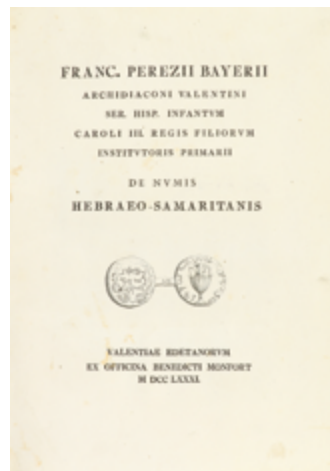 FRANC. PEREZII BAYERII
ARCHIDIACONI VALENTINI
SER. HISP. INFANTVM
CAROLI III. REGIS FILIORVM
INSTITVTORIS PRIMARII
DE NVMIS
HEBRAEO-SAMARITANIS
VALENTIAE EDETANORVM
EX OFFICINA BENEDICTI MONFORT
M DCC LXXXI.